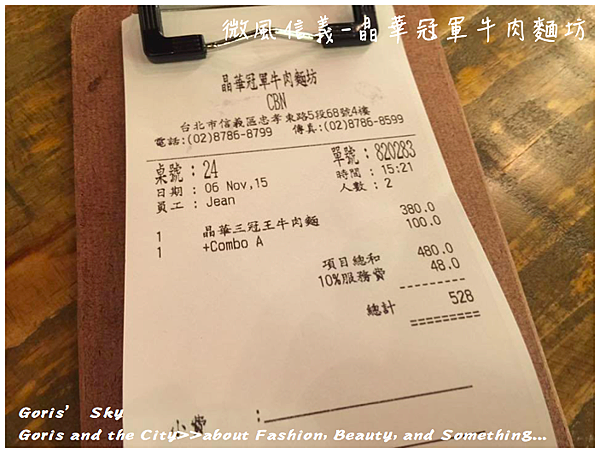 微風信義-晶華冠軍牛肉麵坊
晶華冠軍牛肉麵坊
CBN
台北市信義區忠孝東路5段68號4樓
電話:(02)8786-8799 傳真:(02)8786-8599
桌號 : 24 單號 : 820283
日期 : 06 Nov,15 時間 : 15:21
員工 : Jean 人數 : 2
1 晶華三冠王牛肉麵 380.0
1 +Combo A 100.0
項目總和 480.0
10%服務費 48.0
總計 528
小費 :
Goris' Sky
Goris and the City>>about Fashion, Beauty, and Something...